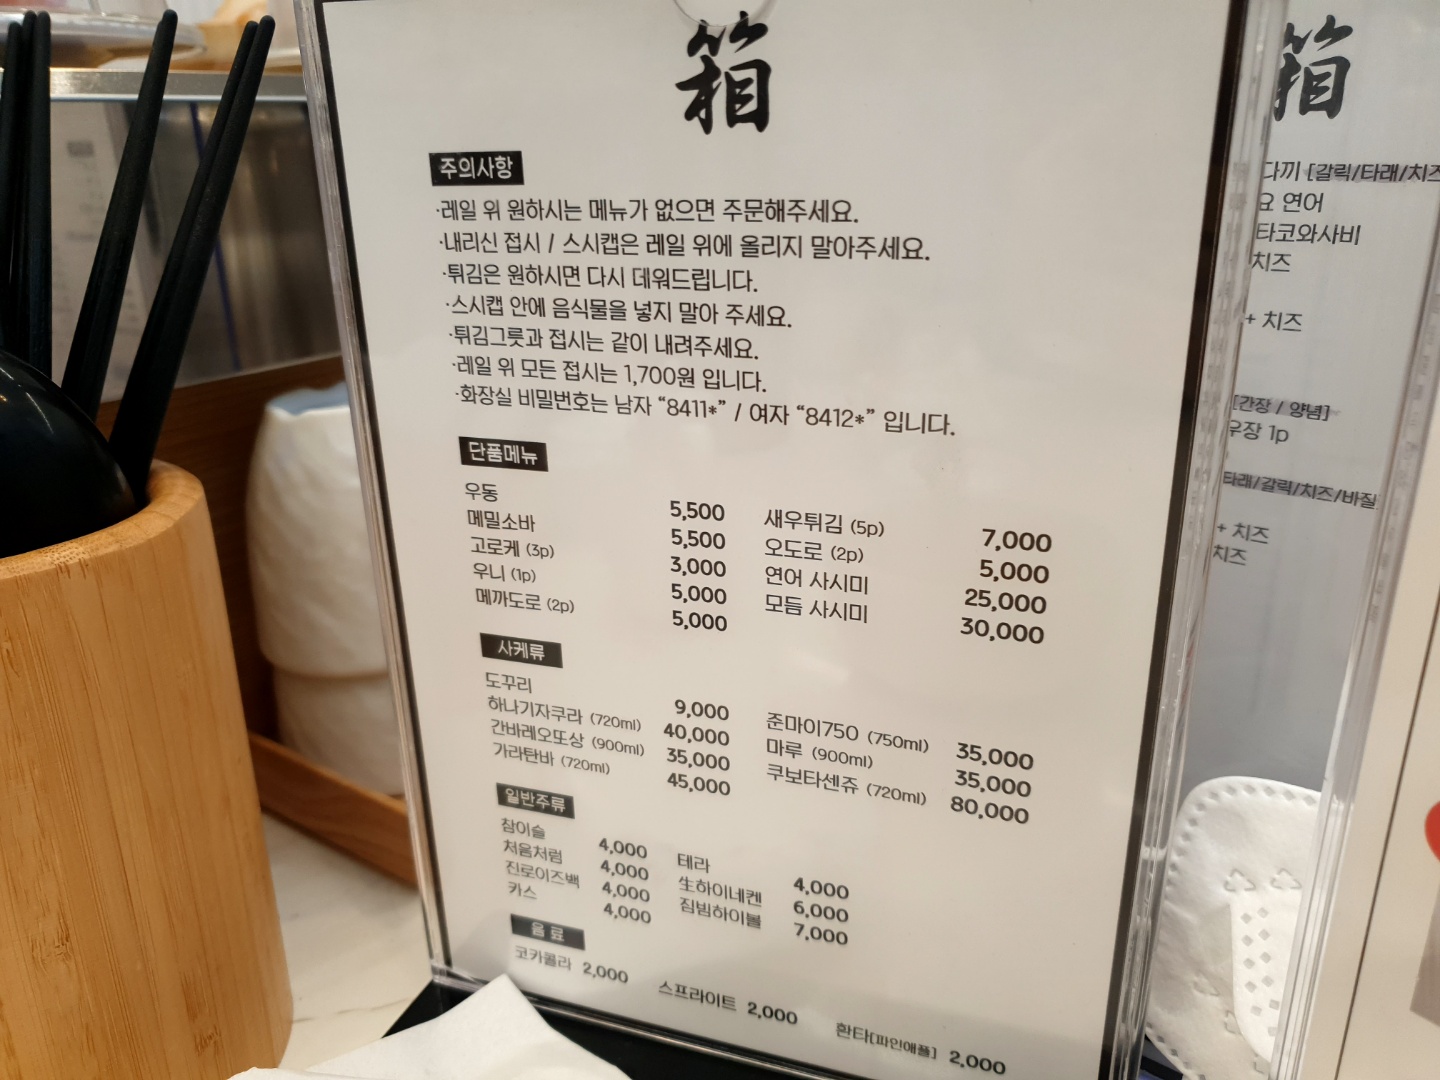 箱
주의사항
·레일 위 원하시는 메뉴가 없으면 주문해주세요.
·내리신 접시 / 스시캡은 레일 위에 올리지 말아주세요.
·튀김은 원하시면 다시 데워드립니다.
·스시캡 안에 음식물을 넣지 말아 주세요.
·튀김그릇과 접시는 같이 내려주세요.
·레일 위 모든 접시는 1,700원 입니다.
·화장실 비밀번호는 남자 “8411*” / 여자 “8412*” 입니다.
단품메뉴
우동 5,500
메밀소바 5,500
고로케 (3p) 3,000
우니 (1p) 5,000
메까도로 (2p) 5,000
새우튀김 (5p) 7,000
오도로 (2p) 5,000
연어 사시미 25,000
모듬 사시미 30,000
사케류
도꾸리 9,000
하나기자쿠라 (720ml) 40,000
간바레오또상 (900ml) 35,000
가라탄바 (720ml) 45,000
준마이750 (750ml) 35,000
마루 (900ml) 35,000
쿠보타센쥬 (720ml) 80,000
일반주류
참이슬 4,000
처음처럼 4,000
진로이즈백 4,000
카스 4,000
테라 4,000
生하이네켄 6,000
짐빔하이볼 7,000
음 료
코카콜라 2,000 스프라이트 2,000 환타[파인애플] 2,000
箱
다끼 [갈릭/타래/치즈
연어
타코와사비
치즈
+ 치즈
[간장 / 양념]
우장 1p
타래/갈릭/치즈/바질
+ 치즈
치즈